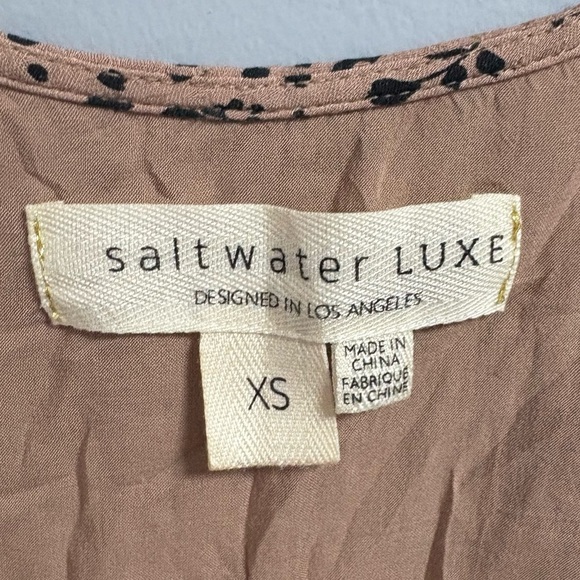 saltwater LUXE
DESIGNED IN LOS ANGELES
XS
MADE IN
CHINA
FABRIQUE
EN CHINE